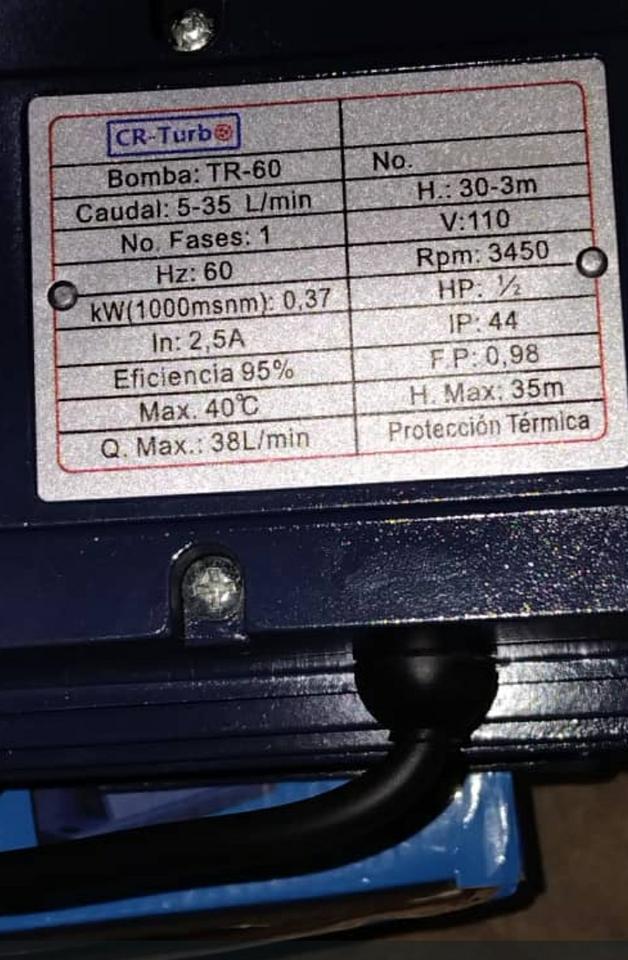 CR-Turbo
Bomba: TR-60
No.
Caudal: 5-35 L/min
H.: 30-3m
No. Fases: 1
V:110
Hz: 60
Rpm: 3450
kW(1000msnm): 0,37
HP: ½
In: 2,5A
IP: 44
Eficiencia 95%
F.P: 0,98
Max. 40℃
H. Max: 35m
Q. Max.: 38L/min
Protección Térmica